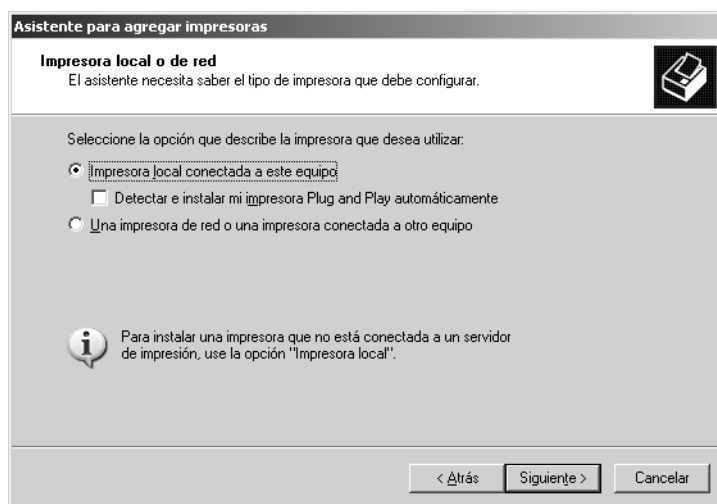 Asistente para agregar impresoras
Impresora local o de red
El asistente necesita saber el tipo de impresora que debe configurar.
Seleccione la opción que describe la impresora que desea utilizar:
Impresora local conectada a este equipo
Detectar e instalar mi impresora Plug and Play automáticamente
Una impresora de red o una impresora conectada a otro equipo
Para instalar una impresora que no está conectada a un servidor
de impresión, use la opción "Impresora local".
< Atrás
Siguiente >
Cancelar